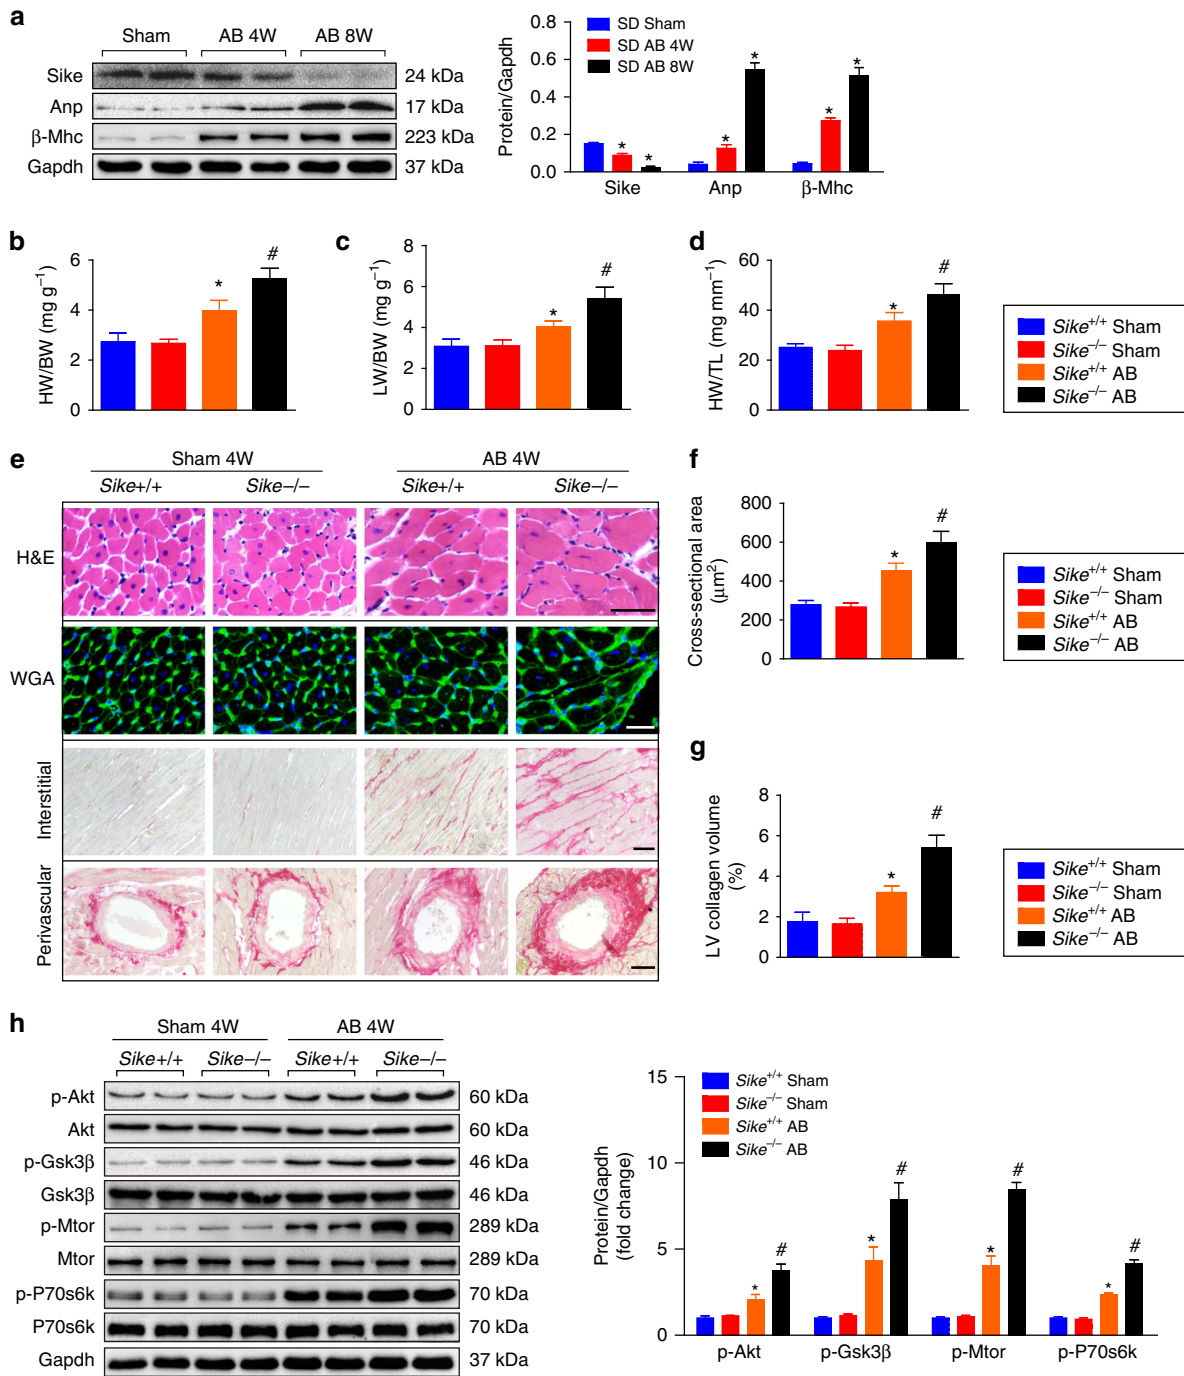 a
Sham AB 4W AB 8W
Sike 24 kDa
Anp 17 kDa
β-Mhc 223 kDa
Gapdh 37 kDa
Protein/Gapdh
0.8
0.6
0.4
0.2
0.0
SD Sham
SD AB 4W
SD AB 8W
* * * * * *
Sike Anp β-Mhc
b
HW/BW (mg g⁻¹)
6
4
2
0
* #
c
LW/BW (mg g⁻¹)
8
6
4
2
0
* #
d
HW/TL (mg mm⁻¹)
60
40
20
0
* #
Sike+/+ Sham
Sike−/− Sham
Sike+/+ AB
Sike−/− AB
e
Sham 4W AB 4W
Sike+/+ Sike−/− Sike+/+ Sike−/−
H&E
WGA
Interstitial
Perivascular
f
Cross-sectional area
(μm²)
800
600
400
200
0
* #
Sike+/+ Sham
Sike−/− Sham
Sike+/+ AB
Sike−/− AB
g
LV collagen volume
(%)
8
6
4
2
0
* #
Sike+/+ Sham
Sike−/− Sham
Sike+/+ AB
Sike−/− AB
h
Sham 4W AB 4W
Sike+/+ Sike−/− Sike+/+ Sike−/−
p-Akt 60 kDa
Akt 60 kDa
p-Gsk3β 46 kDa
Gsk3β 46 kDa
p-Mtor 289 kDa
Mtor 289 kDa
p-P70s6k 70 kDa
P70s6k 70 kDa
Gapdh 37 kDa
Protein/Gapdh
(fold change)
15
10
5
0
Sike+/+ Sham
Sike−/− Sham
Sike+/+ AB
Sike−/− AB
* # * # * # * #
p-Akt p-Gsk3β p-Mtor p-P70s6k